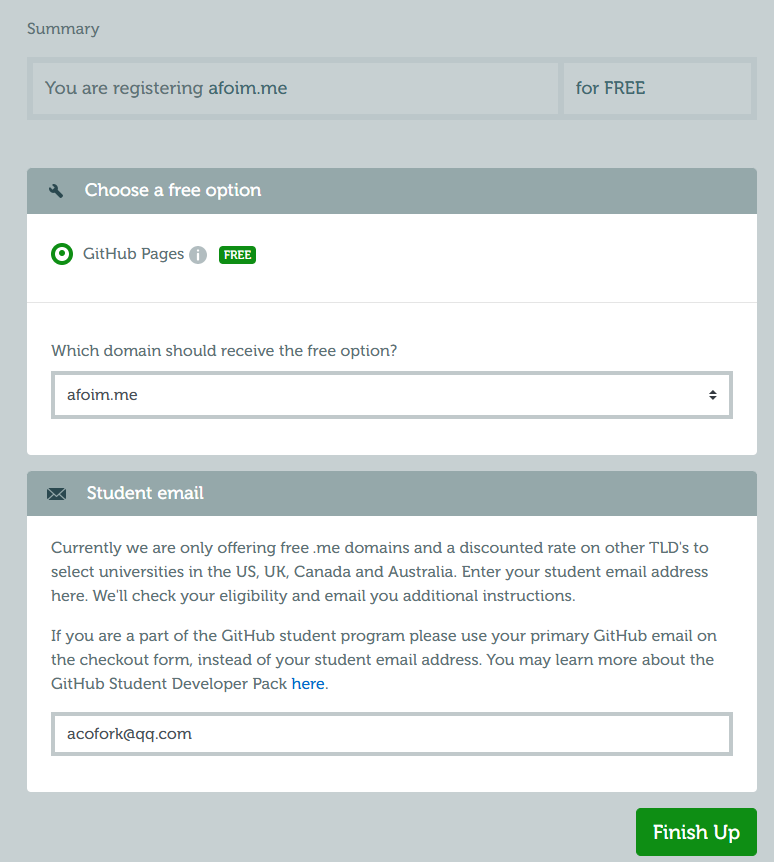 Summary
You are registering afoim.me
for FREE
Choose a free option
GitHub Pages i FREE
Which domain should receive the free option?
afoim.me
Student email
Currently we are only offering free .me domains and a discounted rate on other TLD's to
select universities in the US, UK, Canada and Australia. Enter your student email address
here. We'll check your eligibility and email you additional instructions.
If you are a part of the GitHub student program please use your primary GitHub email on
the checkout form, instead of your student email address. You may learn more about the
GitHub Student Developer Pack here.
acofork@qq.com
Finish Up